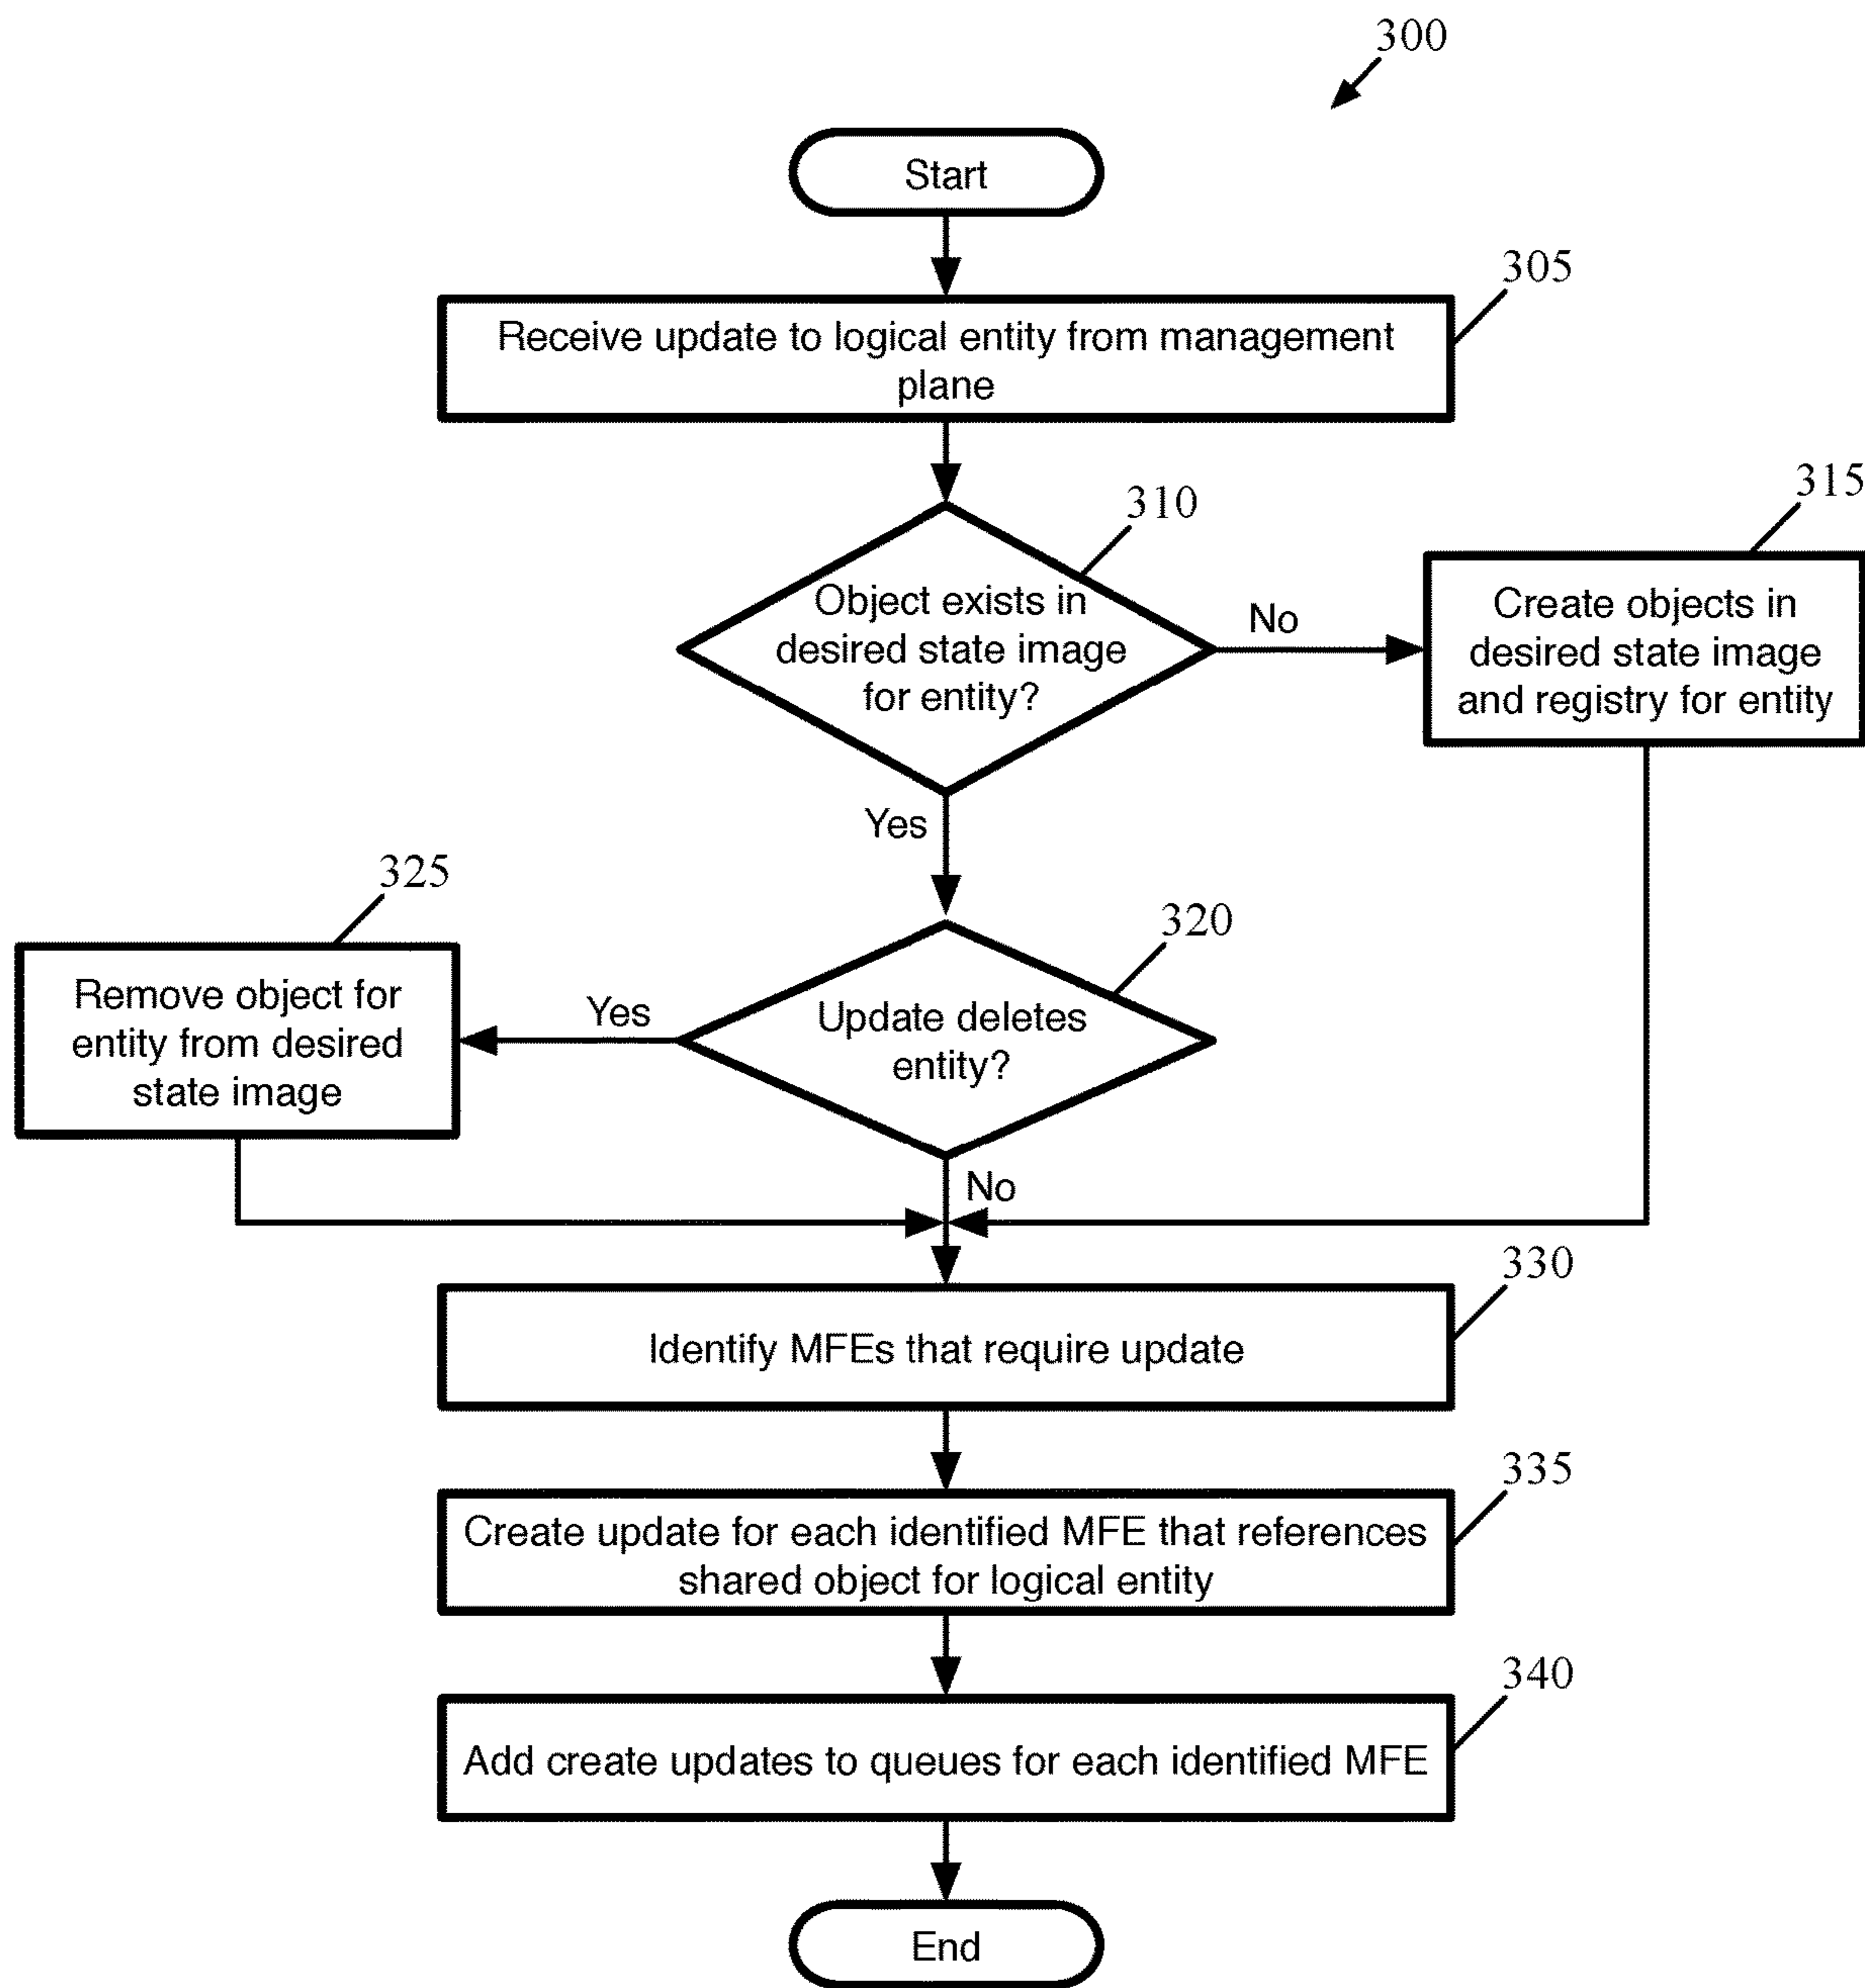 300
Start
305
Receive update to logical entity from management
plane
310
Object exists in
desired state image
for entity?
No
315
Create objects in
desired state image
and registry for entity
Yes
325
Remove object for
entity from desired
state image
Yes
320
Update deletes
entity?
No
330
Identify MFEs that require update
335
Create update for each identified MFE that references
shared object for logical entity
340
Add create updates to queues for each identified MFE
End